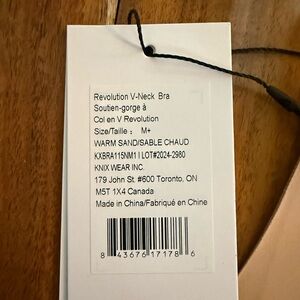 Revolution V-Neck Bra
Soutien-gorge à
Col en V Revolution
Size/Taille : M+
WARM SAND/SABLE CHAUD
KXBRA115NM1 I LOT#2024-2980
KNIX WEAR INC.
179 John St. #600 Toronto, ON
M5T 1X4 Canada
Made in China/Fabriqué en Chine
8 43676 17178 6